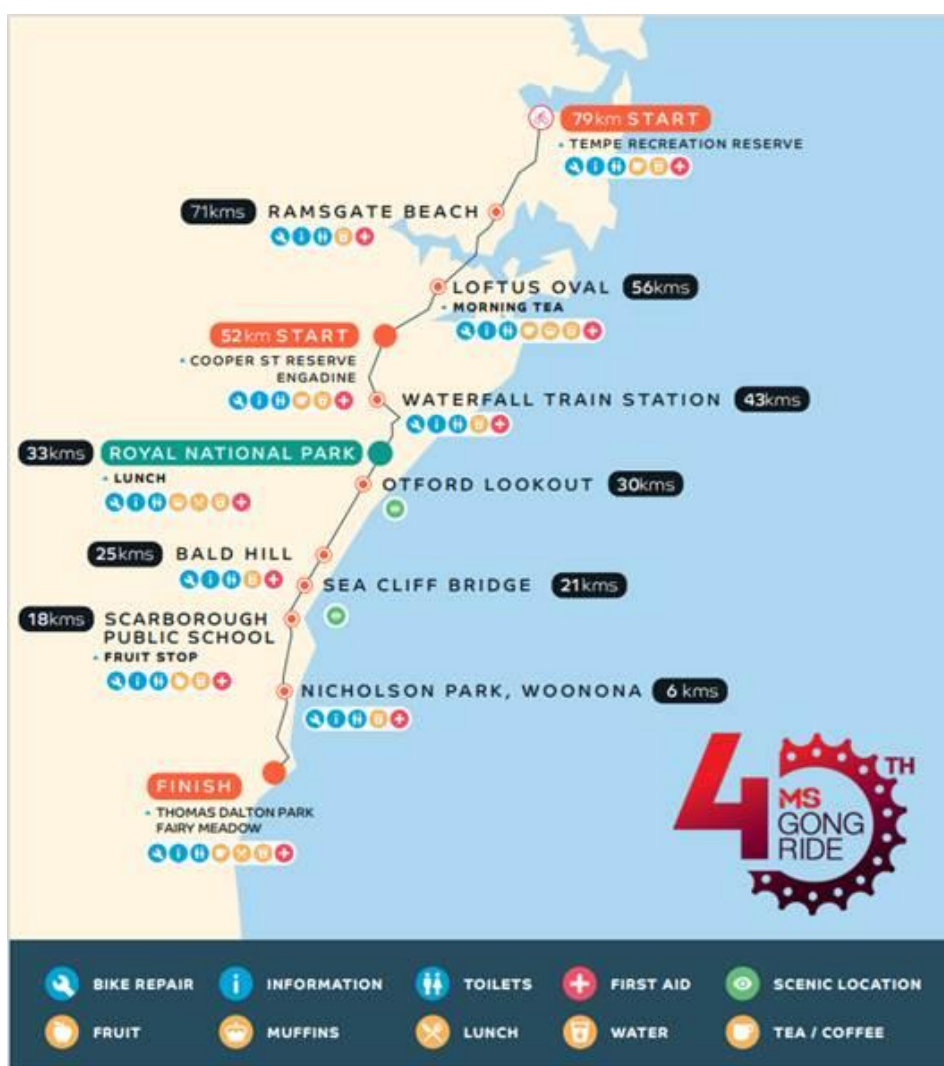 79km START
• TEMPE RECREATION RESERVE
71kms RAMSGATE BEACH
LOFTUS OVAL 56kms
• MORNING TEA
52km START
• COOPER ST RESERVE
ENGADINE
WATERFALL TRAIN STATION 43kms
33kms ROYAL NATIONAL PARK
• LUNCH
OTFORD LOOKOUT 30kms
25kms BALD HILL
SEA CLIFF BRIDGE 21kms
18kms SCARBOROUGH
PUBLIC SCHOOL
• FRUIT STOP
NICHOLSON PARK, WOONONA 6 kms
FINISH
• THOMAS DALTON PARK
FAIRY MEADOW
40TH
MS
GONG
RIDE
BIKE REPAIR INFORMATION TOILETS FIRST AID SCENIC LOCATION
FRUIT MUFFINS LUNCH WATER TEA / COFFEE